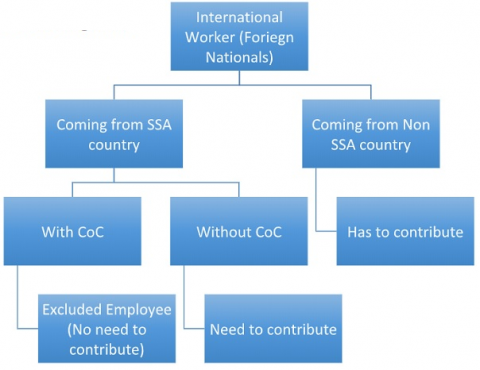 International
Worker (Foriegn
Nationals)
Coming from SSA
country
Coming from Non
SSA country
With CoC
Without CoC
Has to contribute
Excluded Employee
(No need to
contribute)
Need to contribute